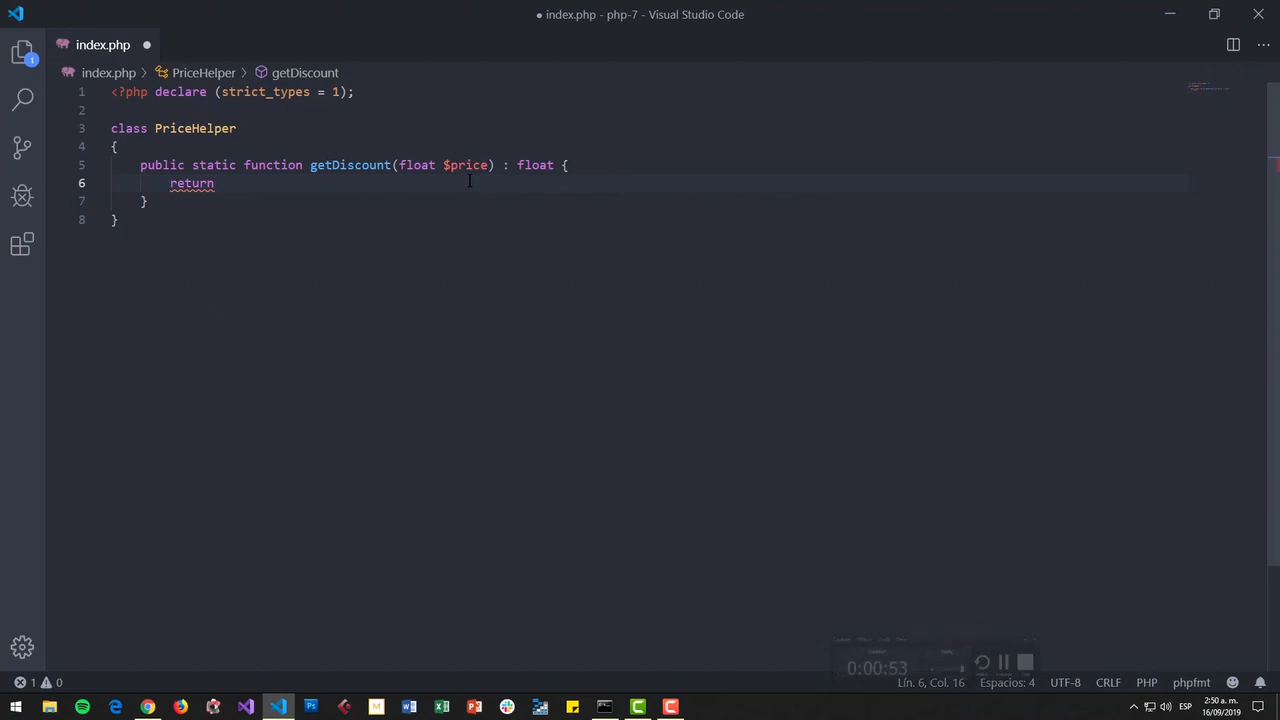 ● index.php - php-7 - Visual Studio Code
index.php ●
index.php > PriceHelper > getDiscount
1 <?php declare (strict_types = 1);
2
3 class PriceHelper
4 {
5 public static function getDiscount(float $price) : float {
6 return
7 }
8 }
1
0:00:53
1 0
Lín. 6, Col. 16
Espacios: 4
UTF-8
CRLF
PHP
phpfmt
ESP
2:50 a. m.
16/09/2019